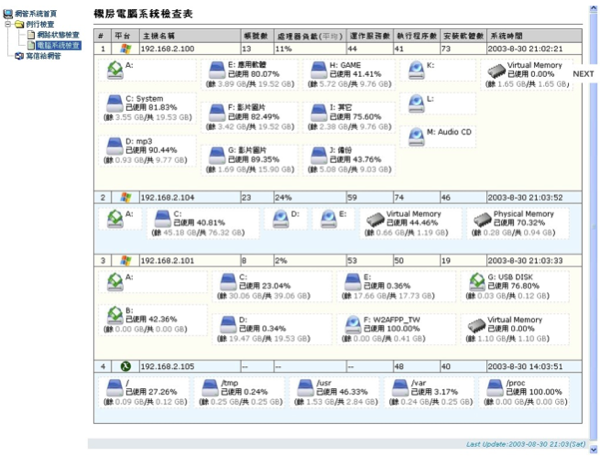 網管系統首頁
例行檢查
網路狀態檢查
電腦系統檢查
寫信給網管
機房電腦系統檢查表
# 平台 主機名稱 帳號數 處理器負載(平均) 運作服務數 執行程序數 安裝軟體數 系統時間
1 192.168.2.100 13 11% 44 41 73 2003-8-30 21:02:21
A:
E: 應用軟體
已使用 80.07%
(餘 3.89 GB/共 19.52 GB)
H: GAME
已使用 41.41%
(餘 5.72 GB/共 9.76 GB)
K:
Virtual Memory
已使用 0.00%
(餘 1.65 GB/共 1.65 GB)
NEXT
C: System
已使用 81.83%
(餘 3.55 GB/共 19.53 GB)
F: 影片圖片
已使用 82.49%
(餘 3.42 GB/共 19.52 GB)
I: 其它
已使用 75.60%
(餘 2.38 GB/共 9.76 GB)
L:
D: mp3
已使用 90.44%
(餘 0.93 GB/共 9.77 GB)
G: 影片圖片
已使用 89.35%
(餘 1.69 GB/共 15.90 GB)
J: 備份
已使用 43.76%
(餘 5.08 GB/共 9.03 GB)
M: Audio CD
2 192.168.2.104 23 24% 59 74 46 2003-8-30 21:03:52
A:
C:
已使用 40.81%
(餘 45.18 GB/共 76.32 GB)
D:
E:
Virtual Memory
已使用 44.46%
(餘 0.66 GB/共 1.19 GB)
Physical Memory
已使用 70.32%
(餘 0.28 GB/共 0.94 GB)
3 192.168.2.101 8 2% 53 50 19 2003-8-30 21:03:33
A:
C:
已使用 23.04%
(餘 30.06 GB/共 39.06 GB)
E:
已使用 0.36%
(餘 17.66 GB/共 17.73 GB)
G: USB DISK
已使用 76.80%
(餘 0.03 GB/共 0.12 GB)
B:
已使用 42.36%
(餘 0.00 GB/共 0.00 GB)
D:
已使用 0.34%
(餘 19.47 GB/共 19.53 GB)
F: W2AFPP_TW
已使用 100.00%
(餘 0.00 GB/共 0.41 GB)
Virtual Memory
已使用 0.00%
(餘 1.10 GB/共 1.10 GB)
4 192.168.2.105 -- -- 48 40 2003-8-30 14:03:51
/
已使用 27.26%
(餘 0.09 GB/共 0.12 GB)
/tmp
已使用 0.24%
(餘 0.25 GB/共 0.25 GB)
/usr
已使用 46.33%
(餘 1.53 GB/共 2.84 GB)
/var
已使用 3.17%
(餘 0.24 GB/共 0.25 GB)
/proc
已使用 100.00%
(餘 0.00 GB/共 0.00 GB)
Last Update:2003-08-30 21:03(Sat)